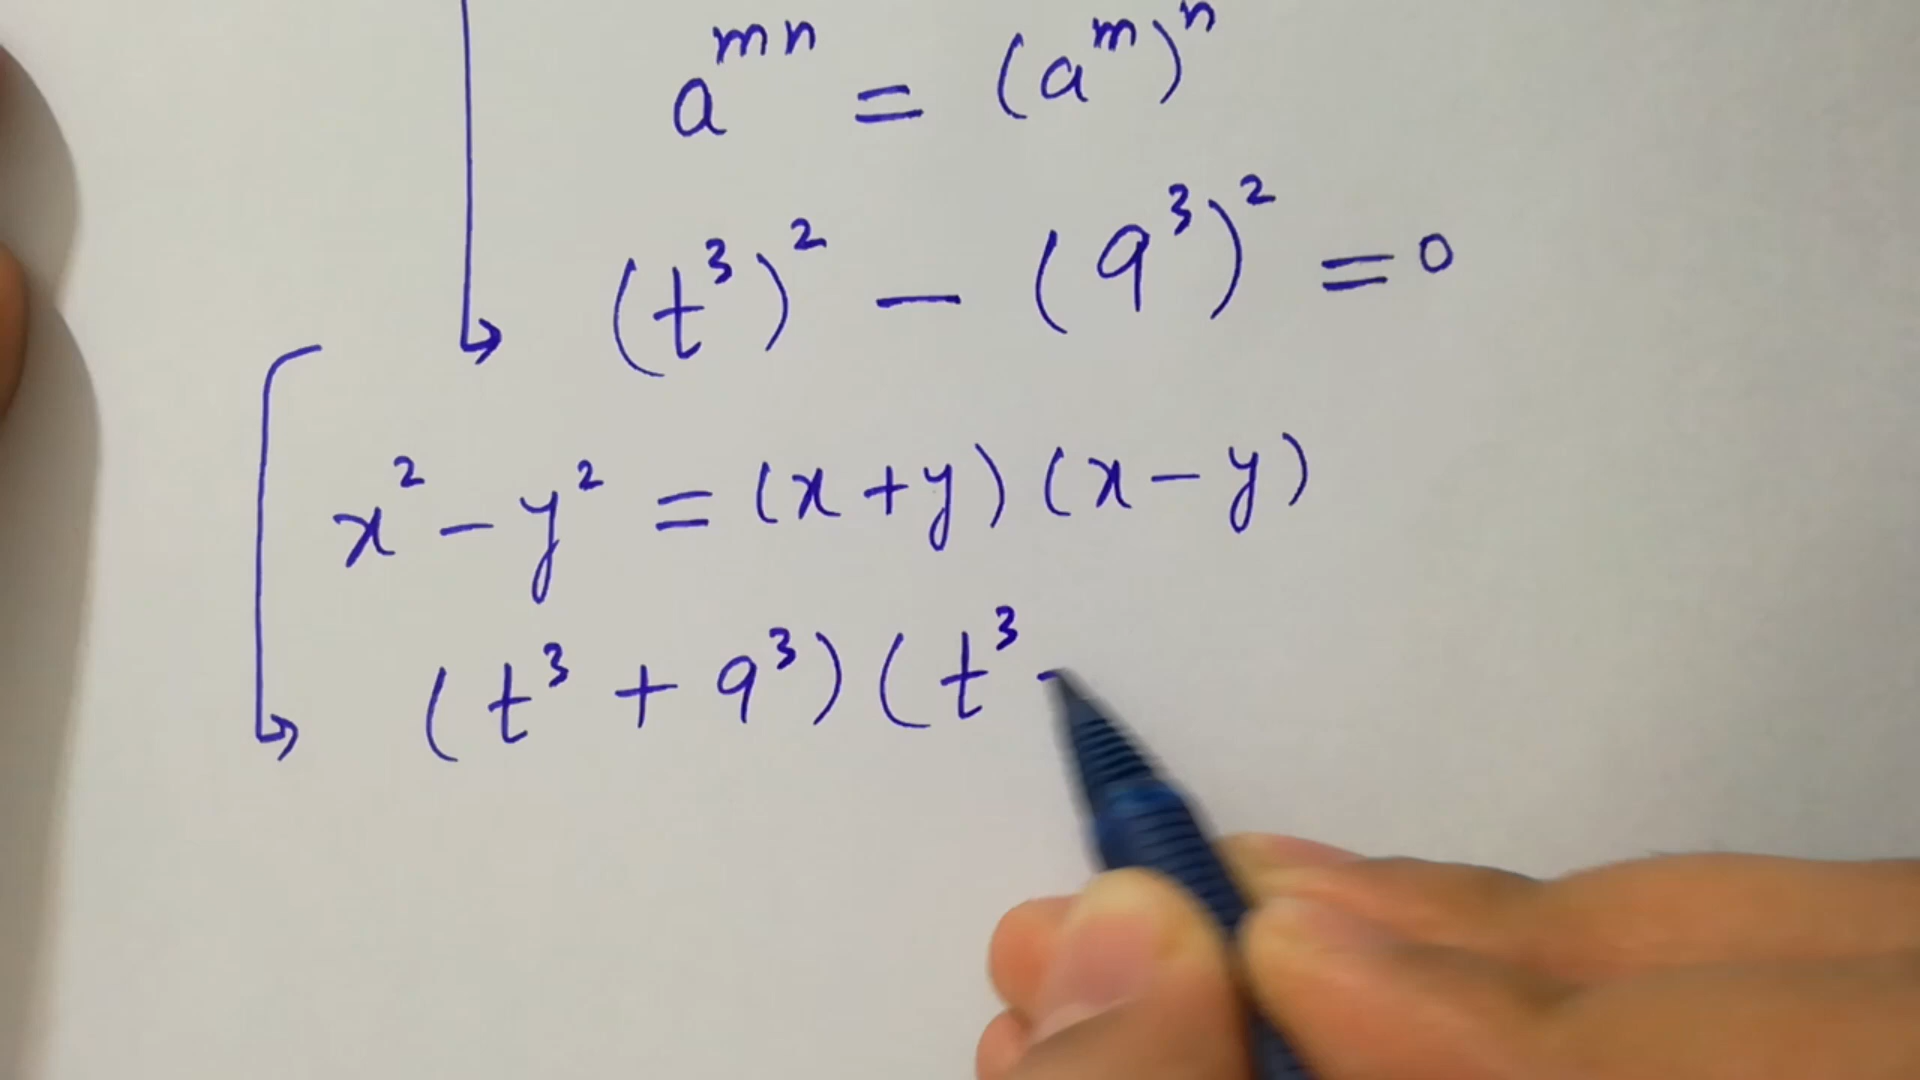 a^{mn} = (a^m)^n
(t^3)^2 - (9^3)^2 = 0
x^2 - y^2 = (x + y)(x - y)
(t^3 + 9^3)(t^3 -